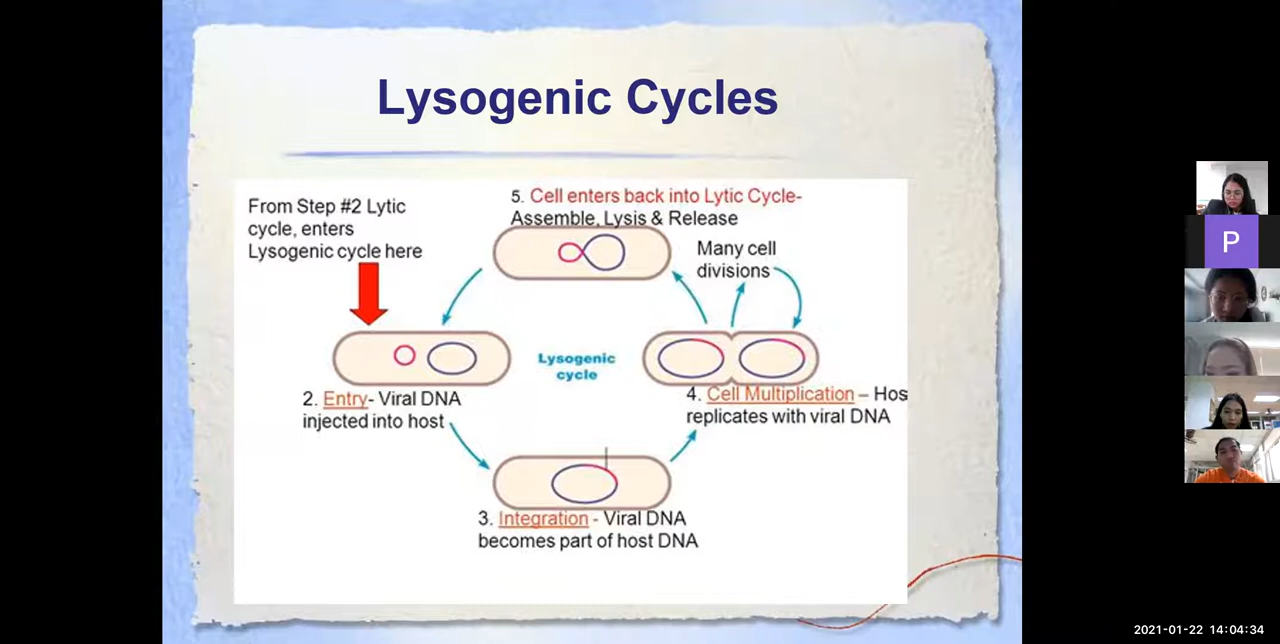 Lysogenic Cycles
From Step #2 Lytic
cycle, enters
Lysogenic cycle here
5. Cell enters back into Lytic Cycle-
Assemble, Lysis & Release
Many cell
divisions
Lysogenic
cycle
2. Entry- Viral DNA
injected into host
4. Cell Multiplication – Hos
replicates with viral DNA
3. Integration - Viral DNA
becomes part of host DNA
P
2021-01-22 14:04:34